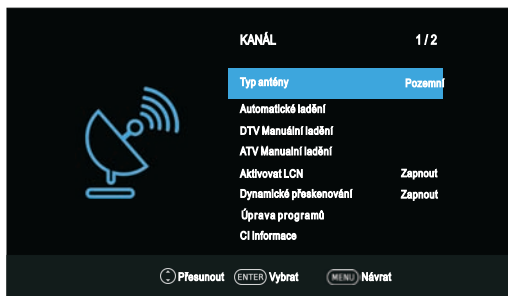 KANÁL 1/2
Typ antény Pozemní
Automatické ladění
DTV Manuální ladění
ATV Manualní ladění
Aktivovat LCN Zapnout
Dynamické přeskenování Zapnout
Úprava programů
CI Informace
Přesunout ENTER Vybrat MENU Návrat